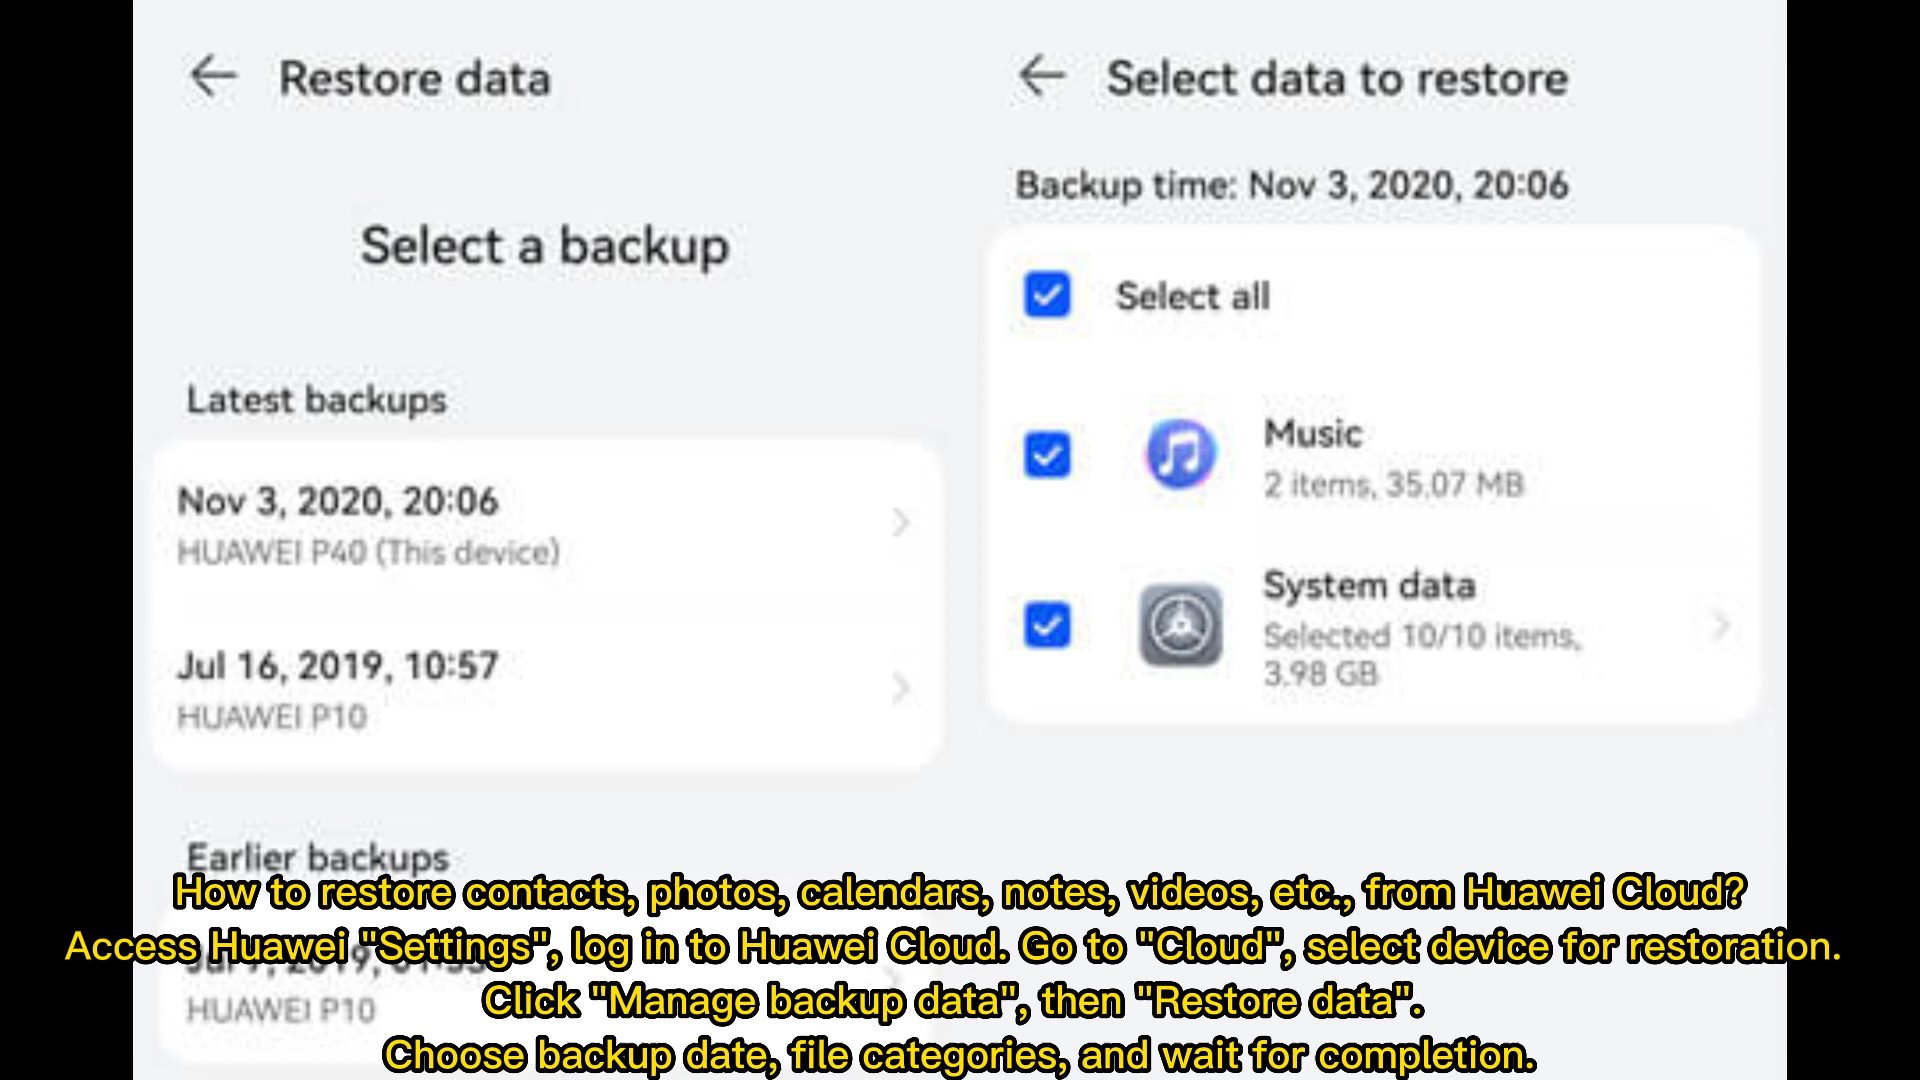 Restore data
Select a backup
Latest backups
Nov 3, 2020, 20:06
HUAWEI P40 (This device)
Jul 16, 2019, 10:57
HUAWEI P10
Earlier backups
HUAWEI P10
Select data to restore
Backup time: Nov 3, 2020, 20:06
Select all
Music
2 items, 35.07 MB
System data
Selected 10/10 items,
3.98 GB
How to restore contacts, photos, calendars, notes, videos, etc., from Huawei Cloud?
Access Huawei "Settings", log in to Huawei Cloud. Go to "Cloud", select device for restoration.
Click "Manage backup data", then "Restore data".
Choose backup date, file categories, and wait for completion.